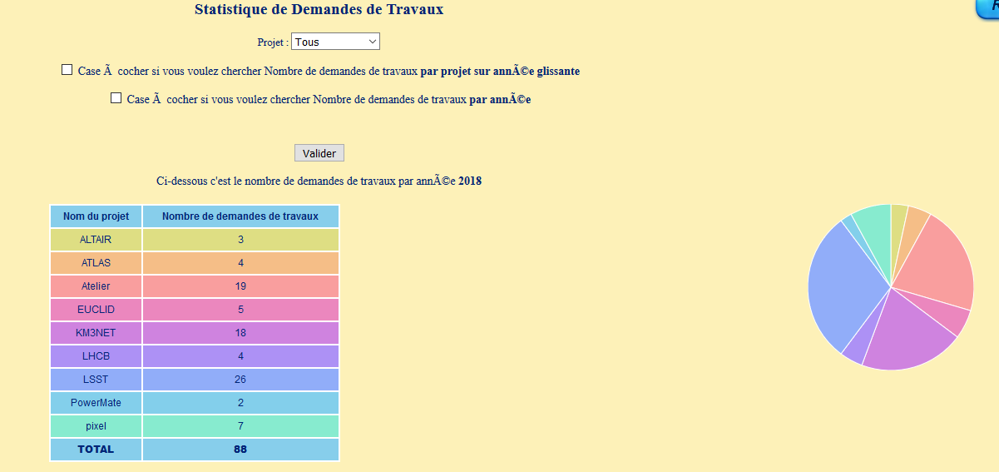 Statistique de Demandes de Travaux
R
Projet : Tous
Case Ã  cocher si vous voulez chercher Nombre de demandes de travaux par projet sur annÃ©e glissante
Case Ã  cocher si vous voulez chercher Nombre de demandes de travaux par annÃ©e
Valider
Ci-dessous c'est le nombre de demandes de travaux par annÃ©e 2018
Nom du projet Nombre de demandes de travaux
ALTAIR 3
ATLAS 4
Atelier 19
EUCLID 5
KM3NET 18
LHCB 4
LSST 26
PowerMate 2
pixel 7
TOTAL 88